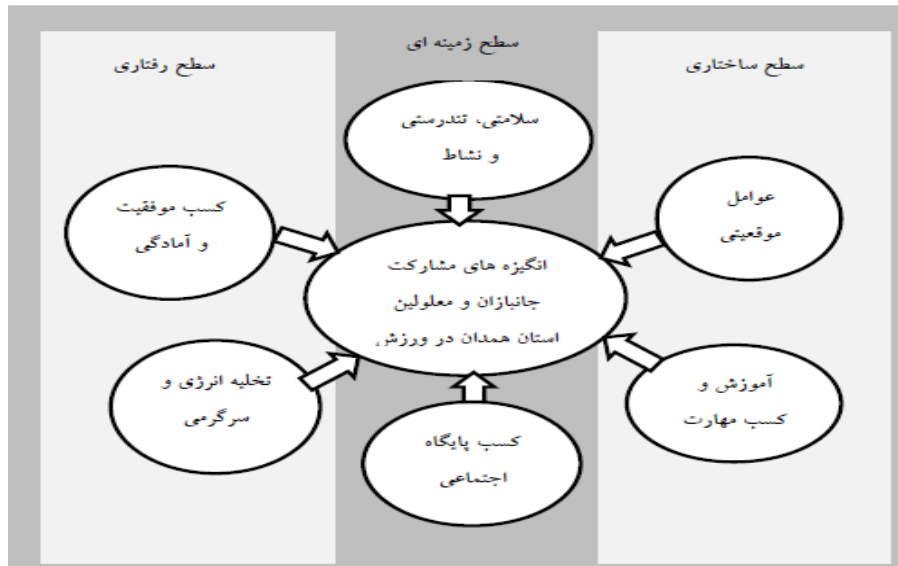 سطح زمینه ای
سطح ساختاری
سطح رفتاری
سلامتی، تندرستی
و نشاط
عوامل
موقعیتی
کسب موفقیت
و آمادگی
انگیزه های مشارکت
جانبازان و معلولین
استان همدان در ورزش
آموزش و
کسب مهارت
تخلیه انرژی و
سرگرمی
کسب پایگاه
اجتماعی